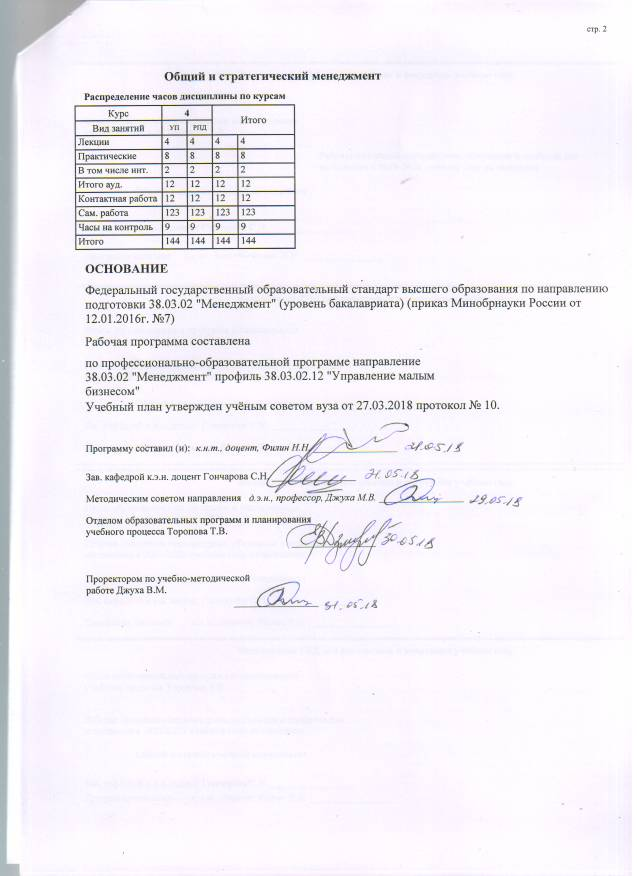 стр. 2
Общий и стратегический менеджмент
Распределение часов дисциплины по курсам
Курс 4 Итого
Вид занятий УП РПД
Лекции 4 4 4 4
Практические 8 8 8 8
В том числе инт. 2 2 2 2
Итого ауд. 12 12 12 12
Контактная работа 12 12 12 12
Сам. работа 123 123 123 123
Часы на контроль 9 9 9 9
Итого 144 144 144 144
ОСНОВАНИЕ
Федеральный государственный образовательный стандарт высшего образования по направлению
подготовки 38.03.02 "Менеджмент" (уровень бакалавриата) (приказ Минобрнауки России от
12.01.2016г. №7)
Рабочая программа составлена
по профессионально-образовательной программе направление
38.03.02 "Менеджмент" профиль 38.03.02.12 "Управление малым
бизнесом"
Учебный план утвержден учёным советом вуза от 27.03.2018 протокол № 10.
Программу составил (и): к.н.т., доцент, Филин Н.Н. 21.05.18
Зав. кафедрой к.э.н. доцент Гончарова С.Н. 21.05.18
Методическим советом направления д.э.н., профессор, Джуха М.В. 29.05.18
Отделом образовательных программ и планирования
учебного процесса Торопова Т.В. 30.05.18
Проректором по учебно-методической
работе Джуха В.М. 31.05.18